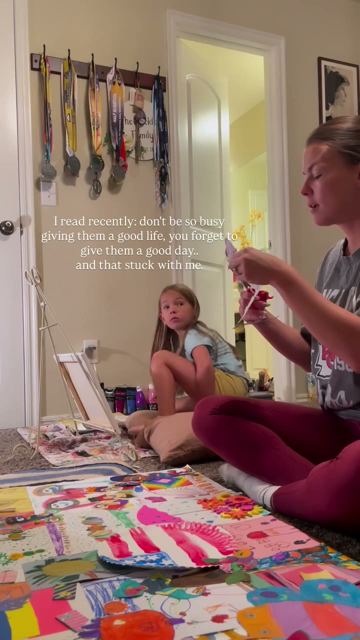 I read recently: don't be so busy
giving them a good life, you forget to
give them a good day..
and that stuck with me.